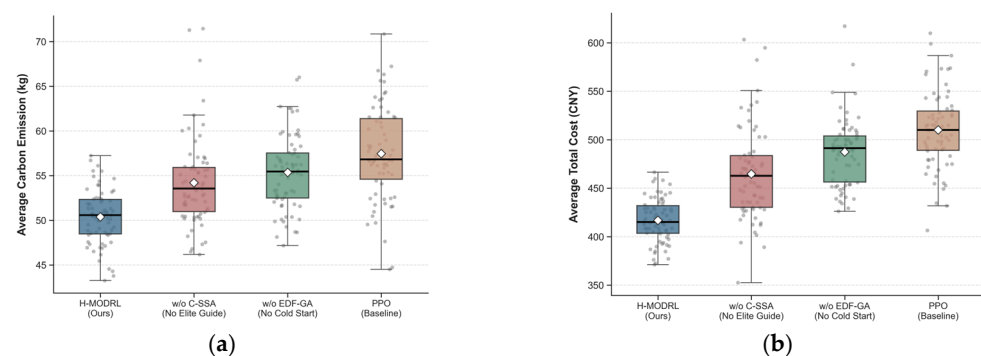 Average Carbon Emission (kg)
70
65
60
55
50
45
H-MODRL
(Ours)
w/o C-SSA
(No Elite Guide)
w/o EDF-GA
(No Cold Start)
PPO
(Baseline)
(a)
Average Total Cost (CNY)
600
550
500
450
400
350
H-MODRL
(Ours)
w/o C-SSA
(No Elite Guide)
w/o EDF-GA
(No Cold Start)
PPO
(Baseline)
(b)